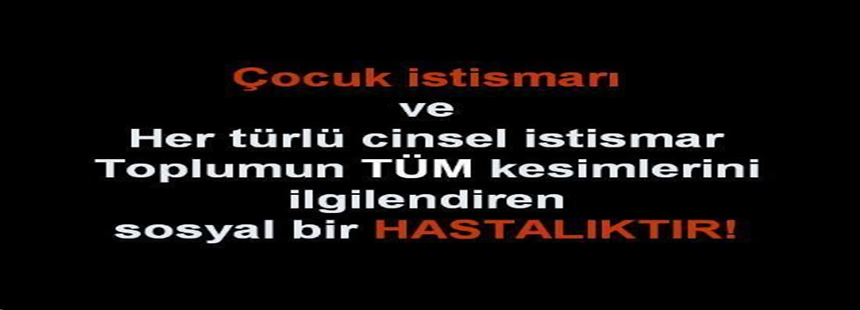 Çocuk istismarı
ve
Her türlü cinsel istismar
Toplumun TÜM kesimlerini
ilgilendiren
sosyal bir HASTALIKTIR!